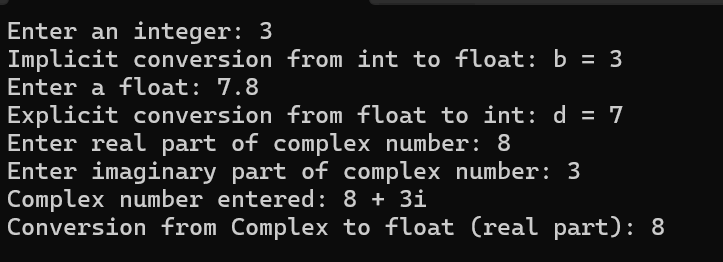 Enter an integer: 3
Implicit conversion from int to float: b = 3
Enter a float: 7.8
Explicit conversion from float to int: d = 7
Enter real part of complex number: 8
Enter imaginary part of complex number: 3
Complex number entered: 8 + 3i
Conversion from Complex to float (real part): 8